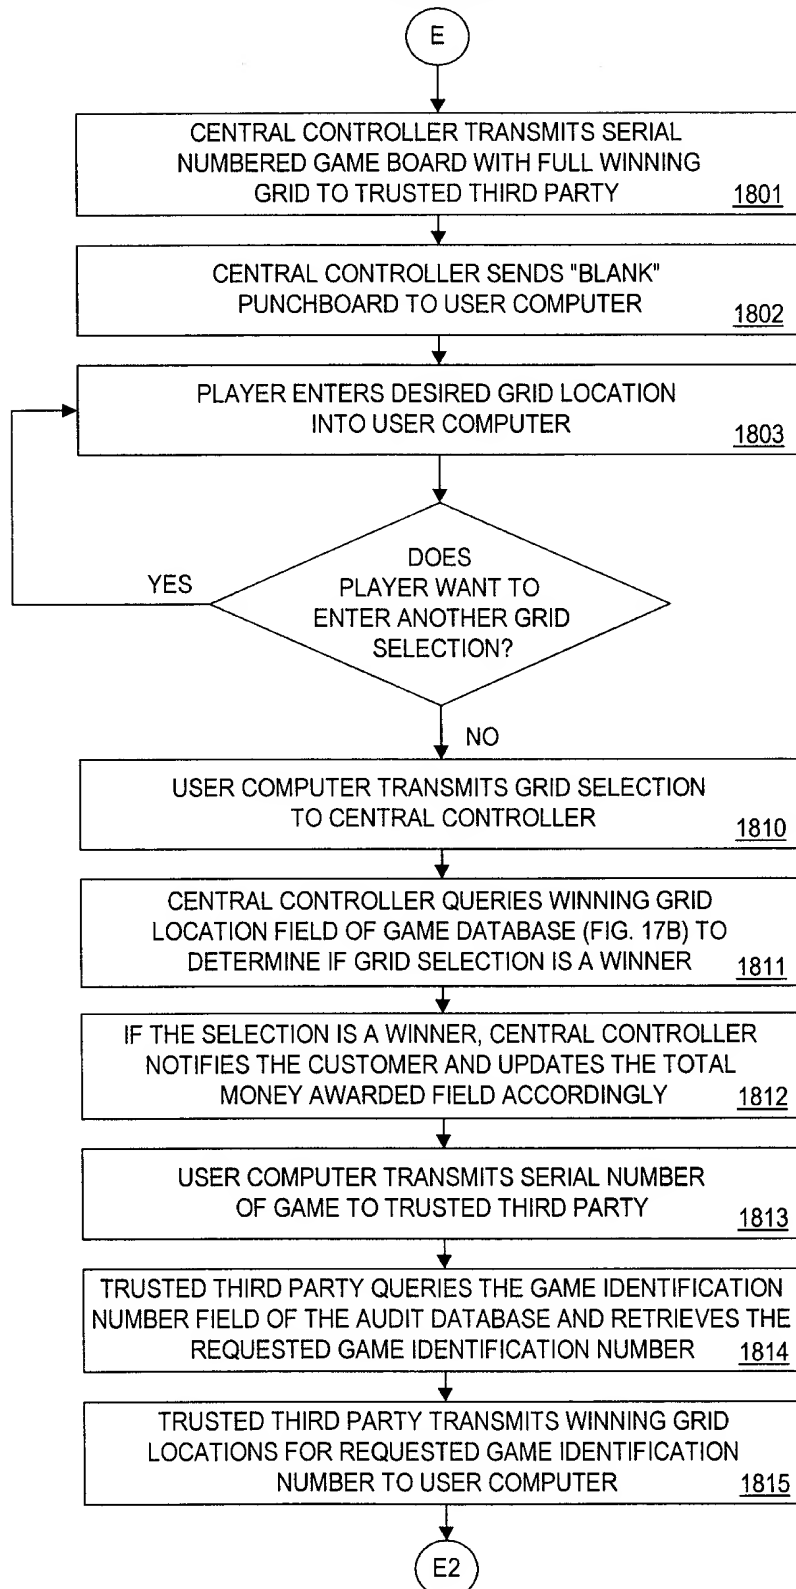 E
CENTRAL CONTROLLER TRANSMITS SERIAL
NUMBERED GAME BOARD WITH FULL WINNING
GRID TO TRUSTED THIRD PARTY
1801
CENTRAL CONTROLLER SENDS "BLANK"
PUNCHBOARD TO USER COMPUTER
1802
PLAYER ENTERS DESIRED GRID LOCATION
INTO USER COMPUTER
1803
DOES
PLAYER WANT TO
ENTER ANOTHER GRID
SELECTION?
YES
NO
USER COMPUTER TRANSMITS GRID SELECTION
TO CENTRAL CONTROLLER
1810
CENTRAL CONTROLLER QUERIES WINNING GRID
LOCATION FIELD OF GAME DATABASE (FIG. 17B) TO
DETERMINE IF GRID SELECTION IS A WINNER
1811
IF THE SELECTION IS A WINNER, CENTRAL CONTROLLER
NOTIFIES THE CUSTOMER AND UPDATES THE TOTAL
MONEY AWARDED FIELD ACCORDINGLY
1812
USER COMPUTER TRANSMITS SERIAL NUMBER
OF GAME TO TRUSTED THIRD PARTY
1813
TRUSTED THIRD PARTY QUERIES THE GAME IDENTIFICATION
NUMBER FIELD OF THE AUDIT DATABASE AND RETRIEVES THE
REQUESTED GAME IDENTIFICATION NUMBER
1814
TRUSTED THIRD PARTY TRANSMITS WINNING GRID
LOCATIONS FOR REQUESTED GAME IDENTIFICATION
NUMBER TO USER COMPUTER
1815
E2